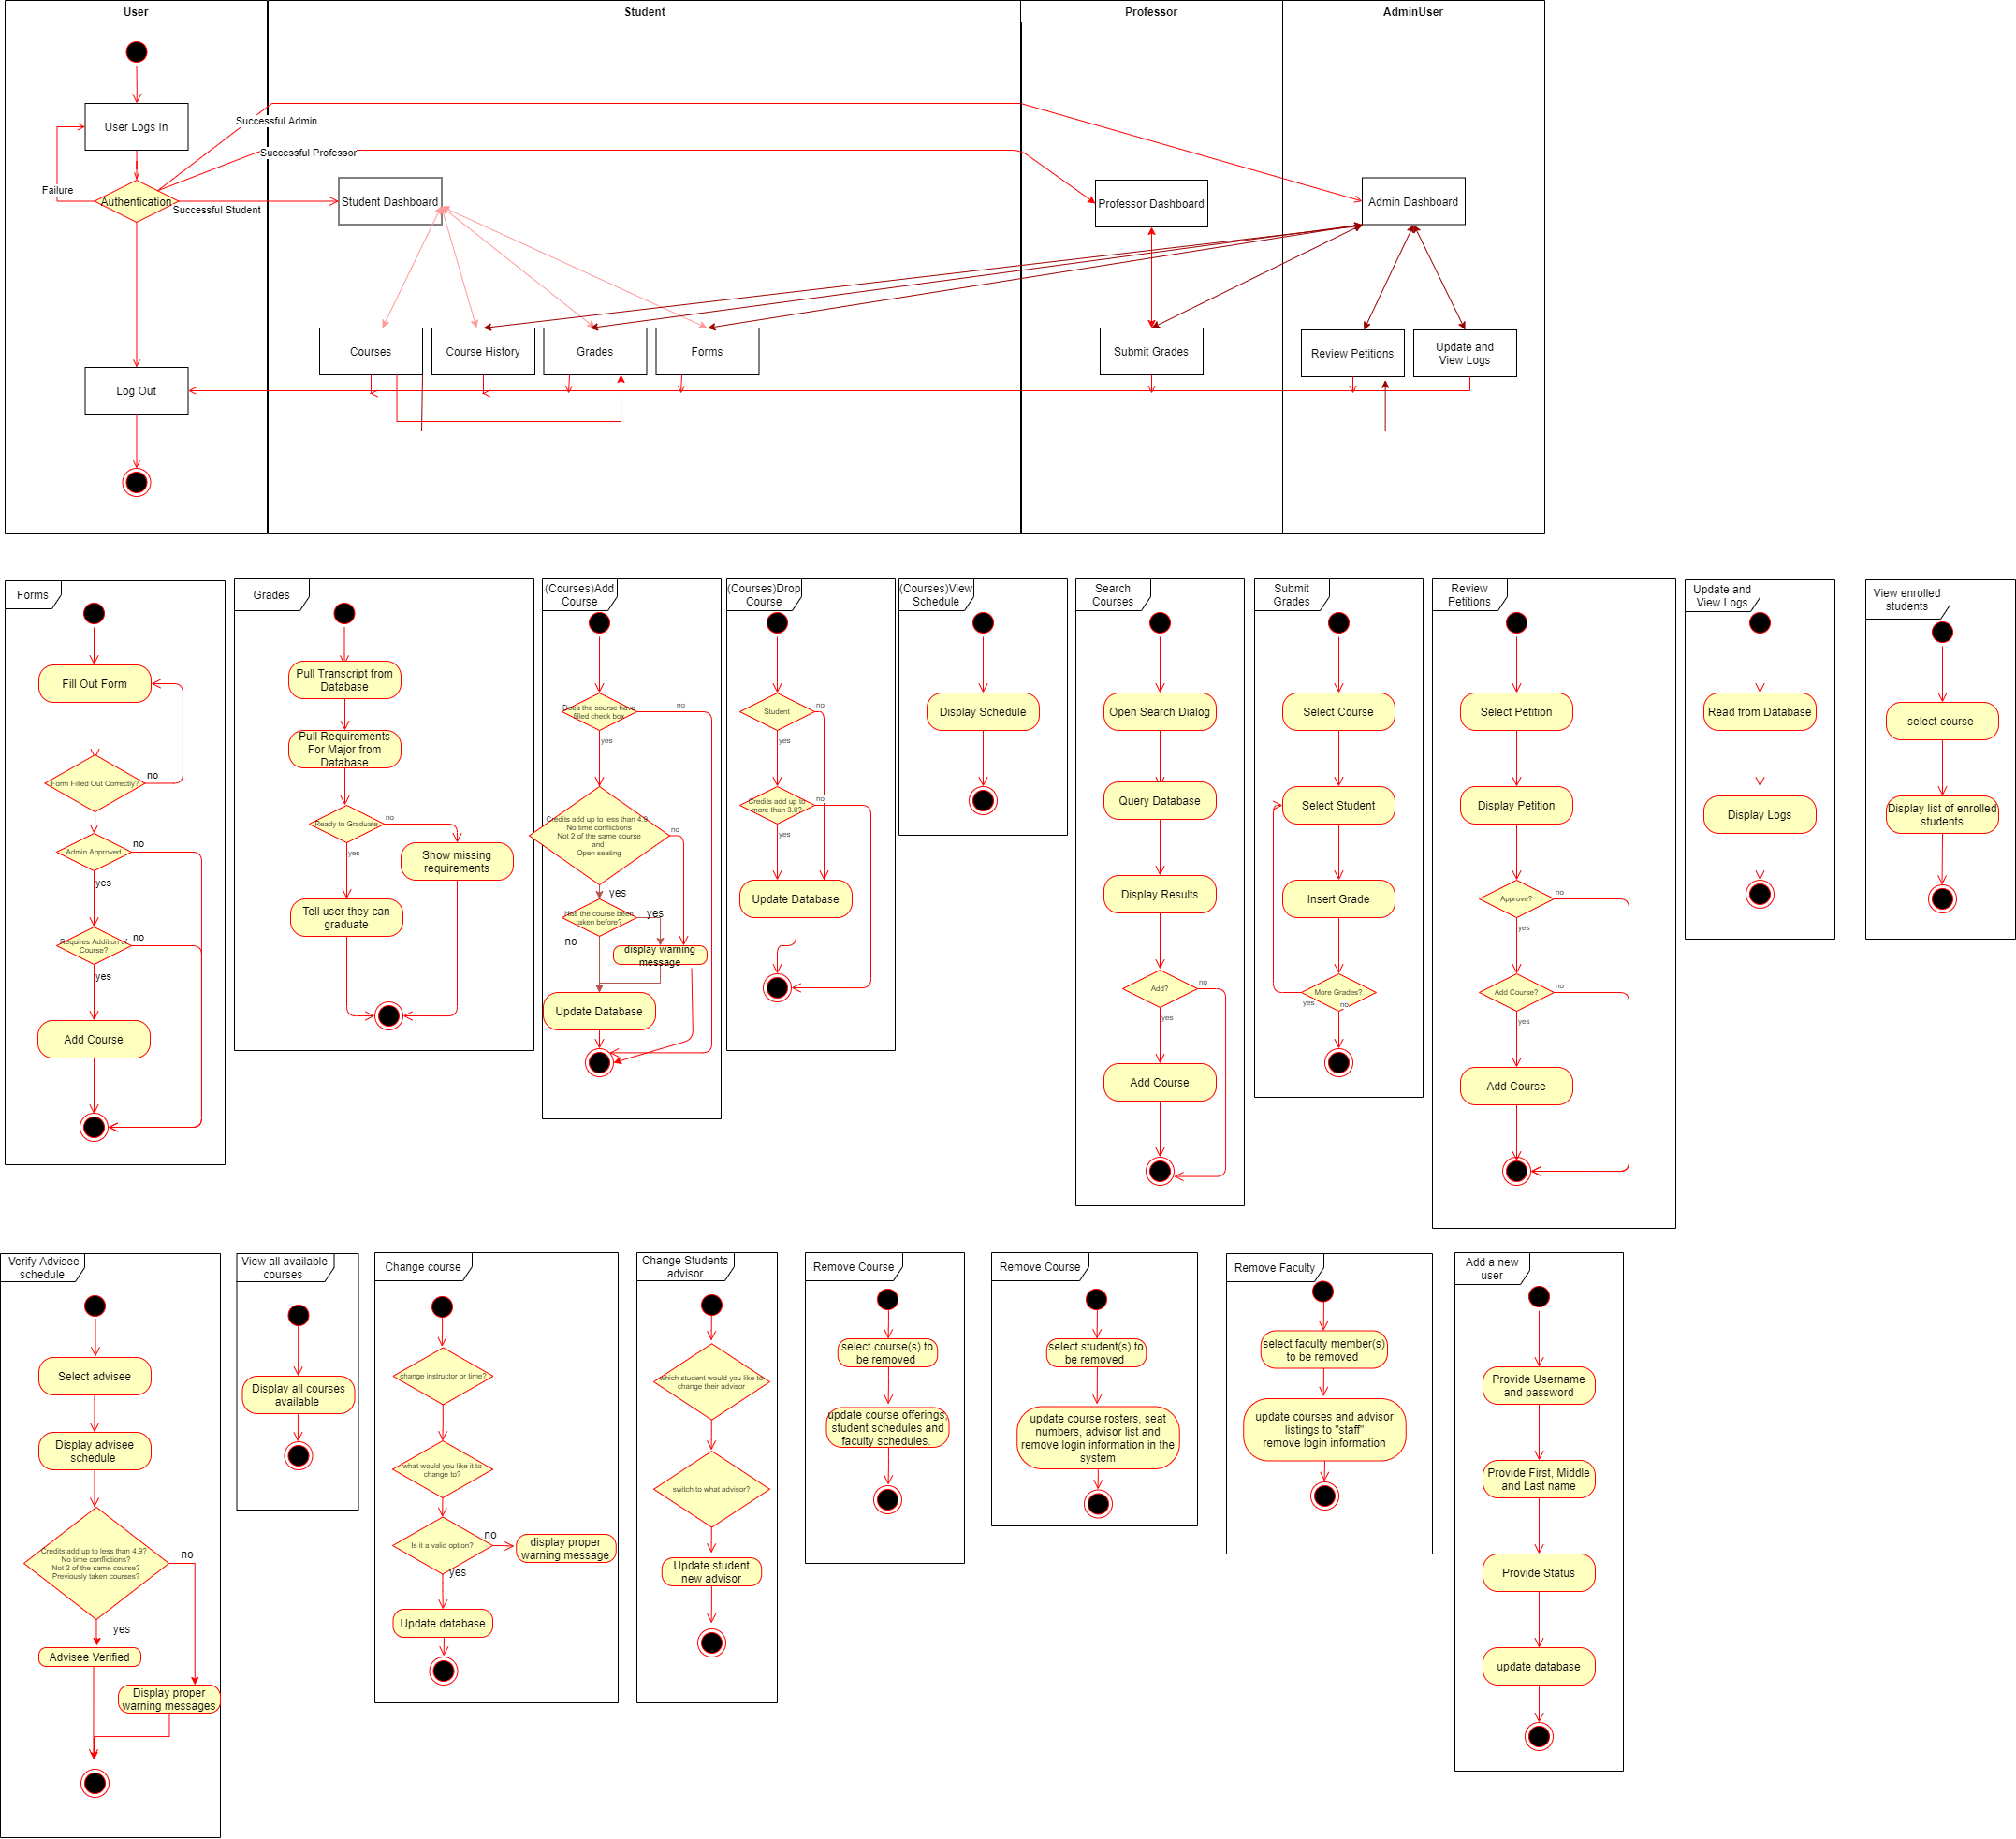 User
Student
Professor
AdminUser
User Logs In
Successful Admin
Successful Professor
Failure
Authentication
Successful Student
Student Dashboard
Professor Dashboard
Admin Dashboard
Courses
Course History
Grades
Forms
Submit Grades
Review Petitions
Update and
View Logs
Log Out
Forms
Fill Out Form
Form Filled Out Correctly?
no
Admin Approved
no
yes
Requires Addition of
Course?
no
yes
Add Course
Grades
Pull Transcript from
Database
Pull Requirements
For Major from
Database
Ready to Graduate
no
yes
Show missing
requirements
Tell user they can
graduate
(Courses)Add
Course
Does the course have
filled check box
no
yes
Credits add up to less than 4.9
No time conflictions
Not 2 of the same course
and
Open seating
no
yes
Has the course been
taken before?
yes
no
display warning
message
Update Database
(Courses)Drop
Course
Student
no
yes
Credits add up to
more than 3.0?
no
yes
Update Database
(Courses)View
Schedule
Display Schedule
Search
Courses
Open Search Dialog
Query Database
Display Results
Add?
no
yes
Add Course
Submit
Grades
Select Course
Select Student
Insert Grade
More Grades?
yes
no
Review
Petitions
Select Petition
Display Petition
Approve?
no
yes
Add Course?
no
yes
Add Course
Update and
View Logs
Read from Database
Display Logs
View enrolled
students
select course
Display list of enrolled
students
Verify Advisee
schedule
Select advisee
Display advisee
schedule
Credits add up to less than 4.9?
No time conflictions?
Not 2 of the same course?
Previously taken courses?
no
yes
Advisee Verified
Display proper
warning messages
View all available
courses
Display all courses
available
Change course
change instructor or time?
what would you like it to
change to?
Is it a valid option?
no
display proper
warning message
yes
Update database
Change Students
advisor
which student would you like to
change their advisor
switch to what advisor?
Update student
new advisor
Remove Course
select course(s) to
be removed
update course offerings,
student schedules and
faculty schedules.
Remove Course
select student(s) to
be removed
update course rosters, seat
numbers, advisor list and
remove login information in the
system
Remove Faculty
select faculty member(s)
to be removed
update courses and advisor
listings to "staff"
remove login information
Add a new
user
Provide Username
and password
Provide First, Middle
and Last name
Provide Status
update database